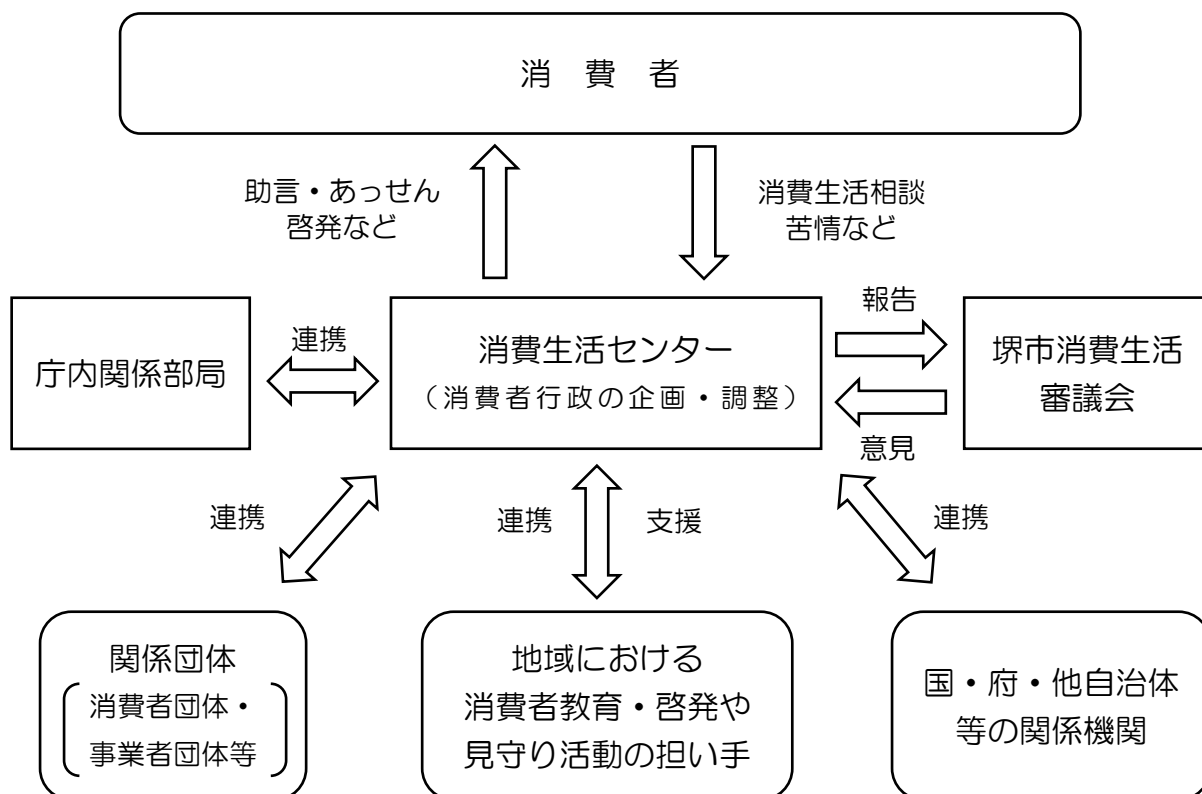 消　費　者
助言・あっせん
啓発など
消費生活相談
苦情など
庁内関係部局
連携
消費生活センター
（消費者行政の企画・調整）
報告
意見
堺市消費生活
審議会
連携
連携
支援
連携
関係団体
消費者団体・
事業者団体等
地域における
消費者教育・啓発や
見守り活動の担い手
国・府・他自治体
等の関係機関